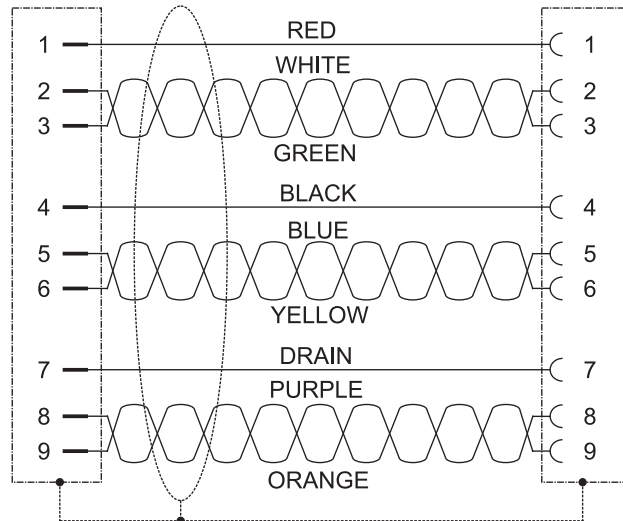 1 RED 1
WHITE
2 2
3 3
GREEN
4 BLACK 4
BLUE
5 5
6 6
YELLOW
7 DRAIN 7
PURPLE
8 8
9 9
ORANGE